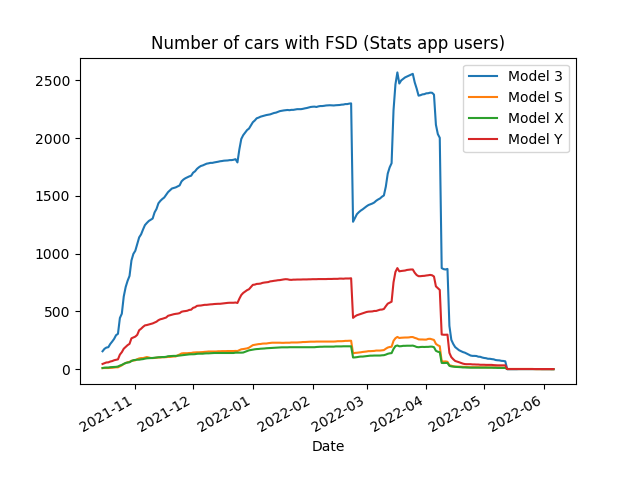 Number of cars with FSD (Stats app users)
2500
2000
1500
1000
500
0
Model 3
Model S
Model X
Model Y
2021-11
2021-12
2022-01
2022-02
2022-03
2022-04
2022-05
2022-06
Date